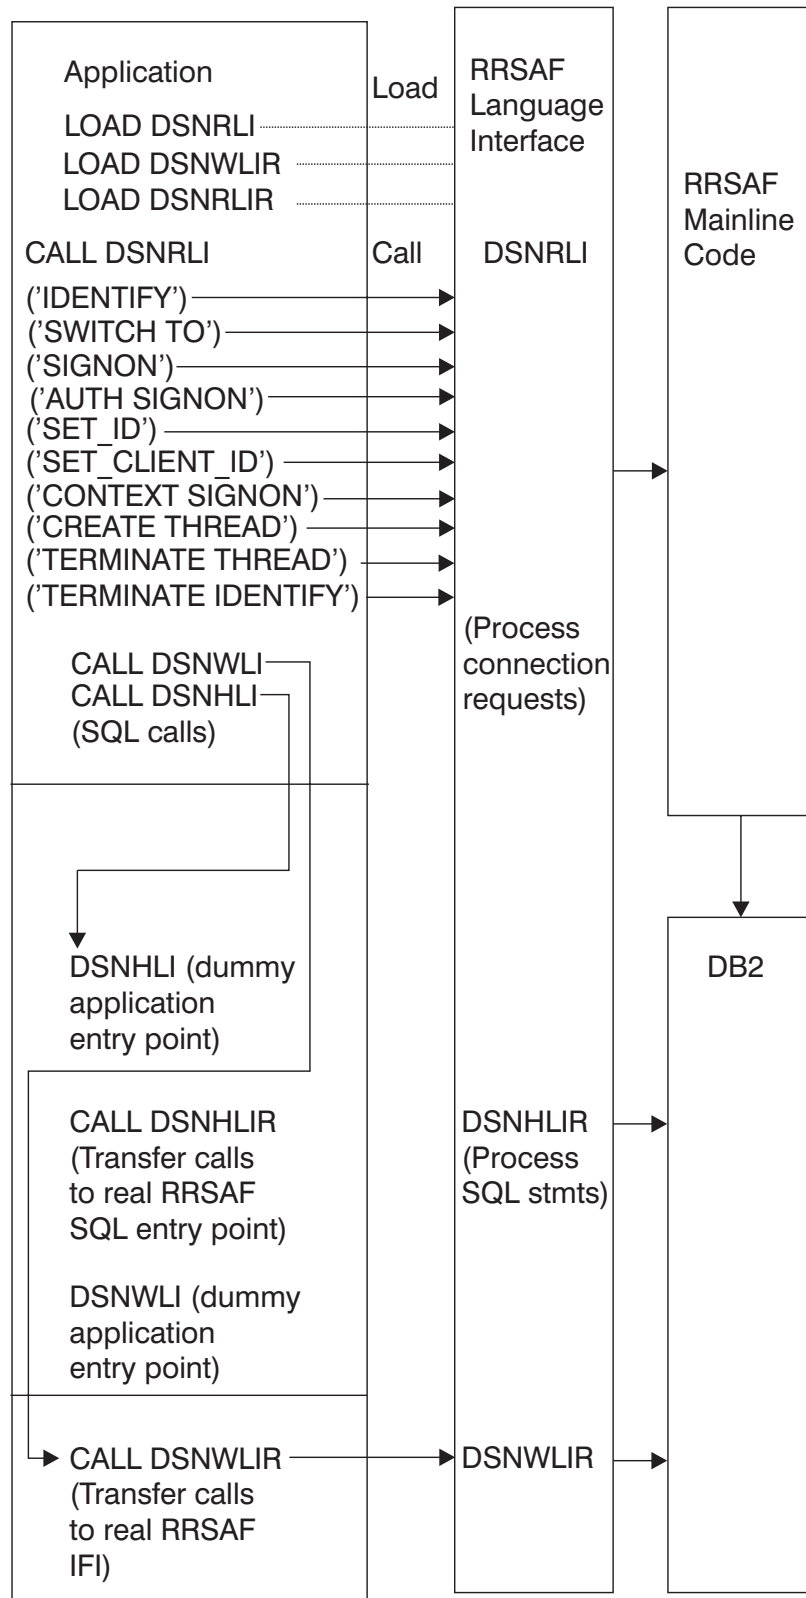 Application
Load
RRSAF
Language
Interface
LOAD DSNRLI
LOAD DSNWLIR
LOAD DSNRLIR
RRSAF
Mainline
Code
CALL DSNRLI
Call
DSNRLI
('IDENTIFY')
('SWITCH TO')
('SIGNON')
('AUTH SIGNON')
('SET_ID')
('SET_CLIENT_ID')
('CONTEXT SIGNON')
('CREATE THREAD')
('TERMINATE THREAD')
('TERMINATE IDENTIFY')
(Process
connection
requests)
CALL DSNWLI
CALL DSNHLI
(SQL calls)
DSNHLI (dummy
application
entry point)
DB2
CALL DSNHLIR
(Transfer calls
to real RRSAF
SQL entry point)
DSNHLIR
(Process
SQL stmts)
DSNWLI (dummy
application
entry point)
CALL DSNWLIR
(Transfer calls
to real RRSAF
IFI)
DSNWLIR